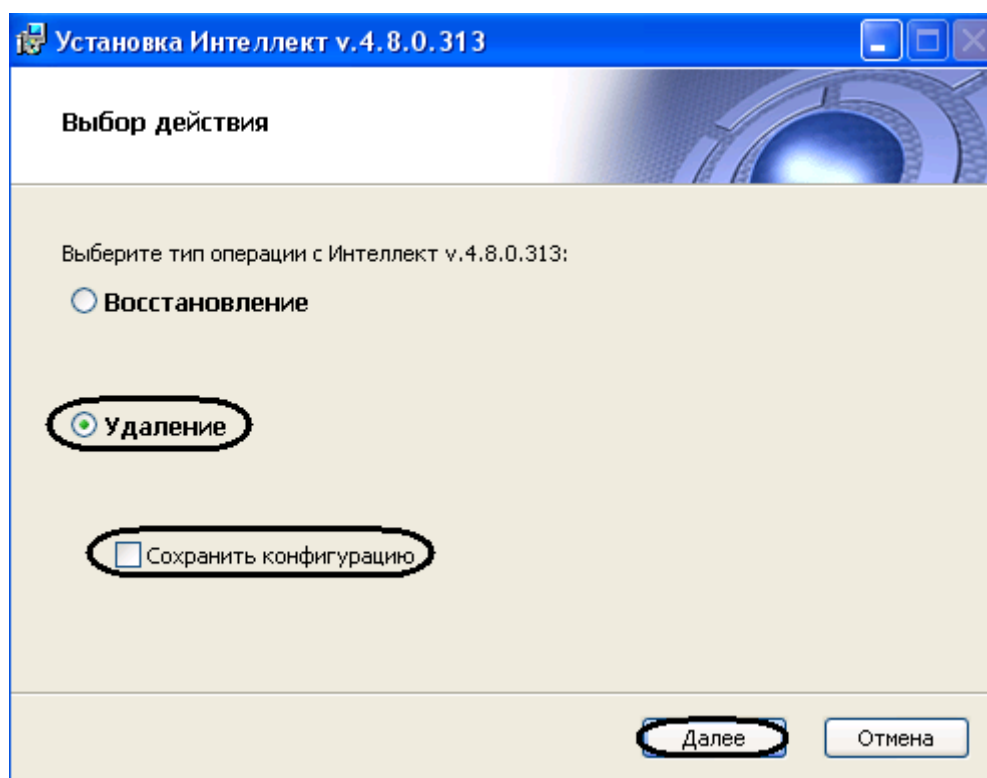 Установка Интеллект v.4.8.0.313
Выбор действия
Выберите тип операции с Интеллект v.4.8.0.313:
Восстановление
Удаление
Сохранить конфигурацию
Далее
Отмена